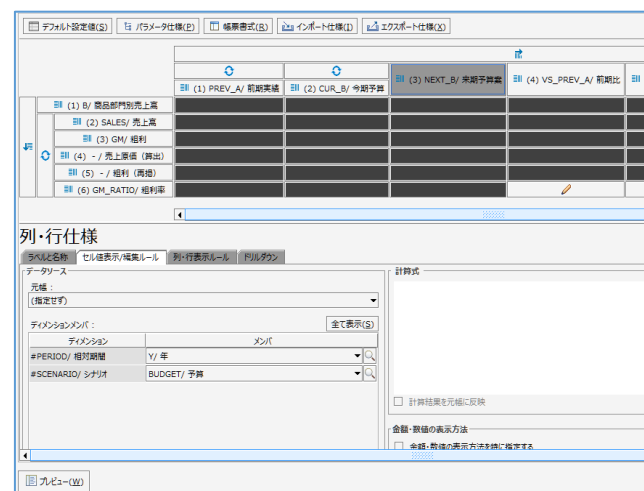 デフォルト設定値(S) パラメータ仕様(P) 帳票書式(R) インポート仕様(I) エクスポート仕様(X)
(1) PREV_A/ 前期実績 (2) CUR_B/ 今期予算 (3) NEXT_B/ 来期予算案 (4) VS_PREV_A/ 前期比
(1) B/ 商品部門別売上高
(2) SALES/ 売上高
(3) GM/ 粗利
(4) - / 売上原価 (算出)
(5) - / 粗利 (再掲)
(6) GM_RATIO/ 粗利率
列・行仕様
ラベルと名称 セル値表示/編集ルール 列・行表示ルール ドリルダウン
データソース 計算式
元帳 :
(指定せず)
ディメンションメンバ : 全て表示(S)
ディメンション メンバ
#PERIOD/ 相対期間 Y/ 年
#SCENARIO/ シナリオ BUDGET/ 予算
計算結果を元帳に反映
金額・数値の表示方法
金額・数値の表示方法を特に指定する
プレビュー(W)